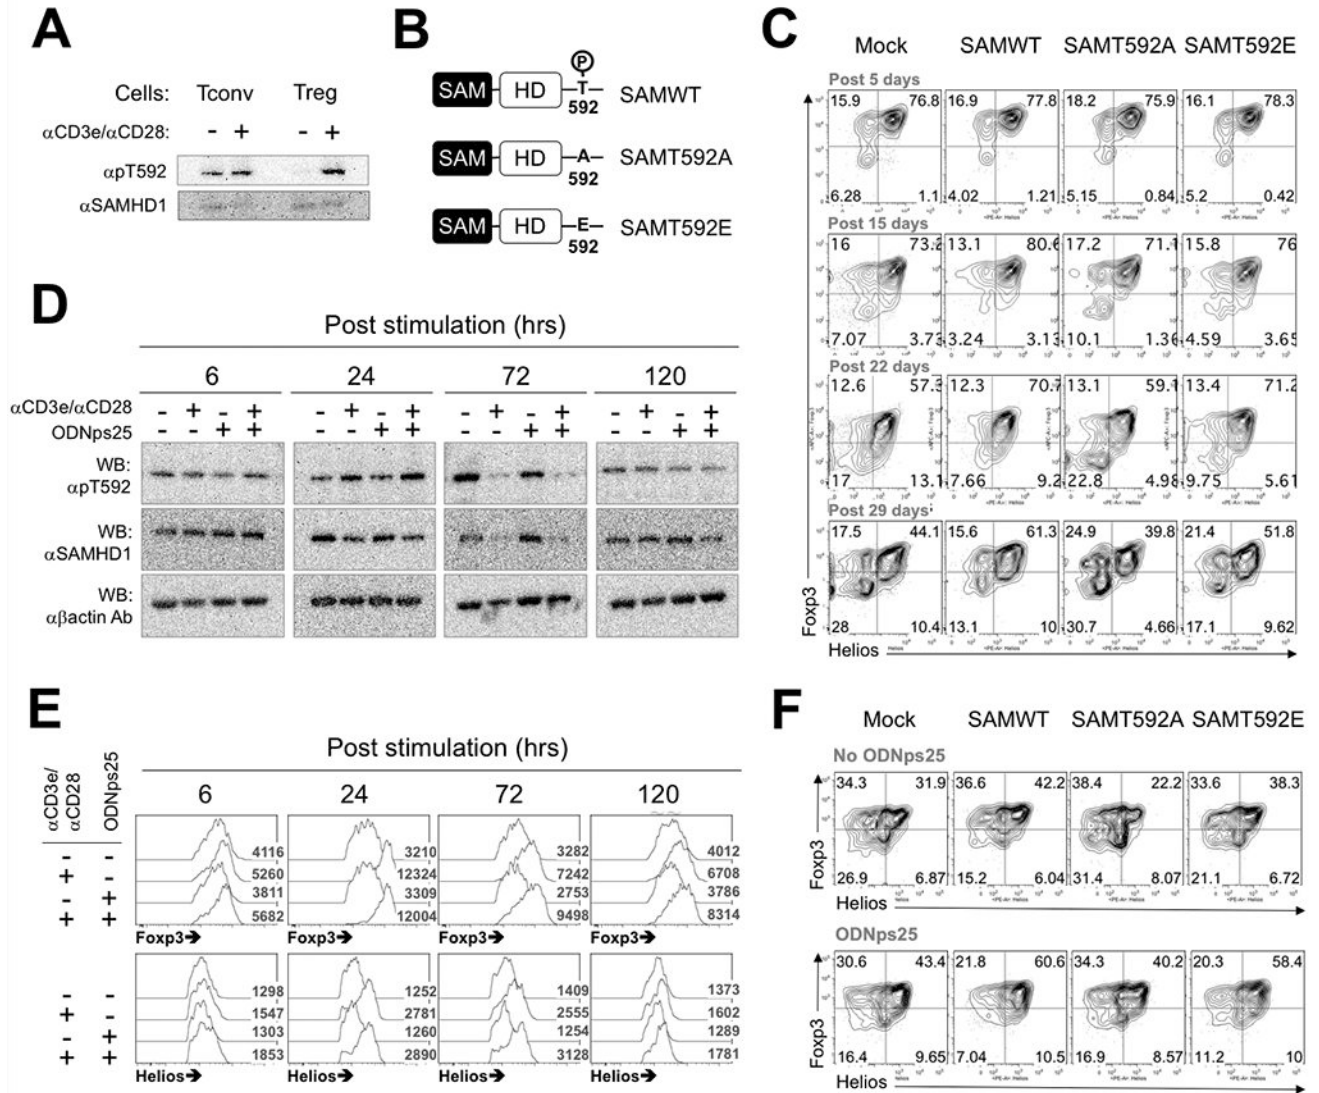 A
Cells: Tconv Treg
αCD3e/αCD28: - + - +
αpT592
αSAMHD1
B
SAM HD P T 592 SAMWT
SAM HD A 592 SAMT592A
SAM HD E 592 SAMT592E
C
Mock SAMWT SAMT592A SAMT592E
Post 5 days
15.9 76.8 16.9 77.8 18.2 75.9 16.1 78.3
6.28 1.1 4.02 1.21 5.15 0.84 5.2 0.42
Post 15 days
16 73.2 13.1 80.6 17.2 71.1 15.8 76
7.07 3.73 3.24 3.13 10.1 1.36 4.59 3.65
Post 22 days
12.6 57.3 12.3 70.7 13.1 59.1 13.4 71.2
17 13.1 7.66 9.2 22.8 4.98 9.75 5.61
Post 29 days
17.5 44.1 15.6 61.3 24.9 39.8 21.4 51.8
28 10.4 13.1 10 30.7 4.66 17.1 9.62
Foxp3
Helios
D
Post stimulation (hrs)
6 24 72 120
αCD3e/αCD28 - + - + - + - + - + - + - + - +
ODNps25 - - + + - - + + - - + + - - + +
WB:
αpT592
WB:
αSAMHD1
WB:
αβactin Ab
E
Post stimulation (hrs)
αCD3e/
αCD28
ODNps25
6 24 72 120
- - 4116 3210 3282 4012
+ - 5260 12324 7242 6708
- + 3811 3309 2753 3786
+ + 5682 12004 9498 8314
Foxp3➔ Foxp3➔ Foxp3➔ Foxp3➔
- - 1298 1252 1409 1373
+ - 1547 2781 2555 1602
- + 1303 1260 1254 1289
+ + 1853 2890 3128 1781
Helios➔ Helios➔ Helios➔ Helios➔
F
Mock SAMWT SAMT592A SAMT592E
No ODNps25
34.3 31.9 36.6 42.2 38.4 22.2 33.6 38.3
26.9 6.87 15.2 6.04 31.4 8.07 21.1 6.72
Foxp3
Helios
ODNps25
30.6 43.4 21.8 60.6 34.3 40.2 20.3 58.4
16.4 9.65 7.04 10.5 16.9 8.57 11.2 10
Foxp3
Helios